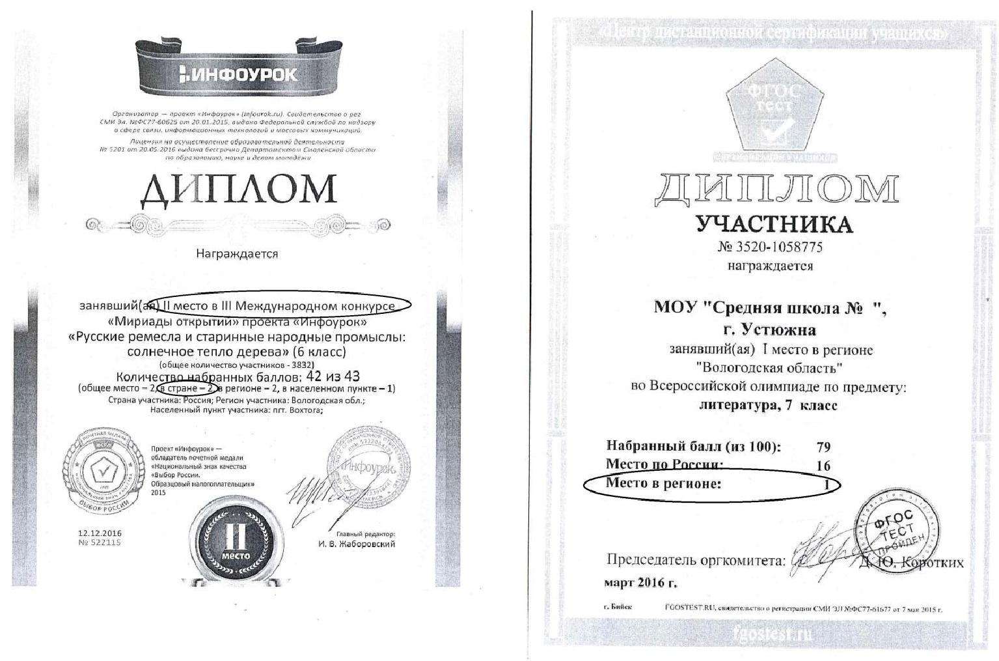 ИНФОУРОК
Организатор — проект «Инфоурок» (infourok.ru). Свидетельство о рег
СМИ Эл. №ФС77-60625 от 20.01.2015, выдано Федеральной службой по надзору
в сфере связи, информационных технологий и массовых коммуникаций.
Лицензия на осуществление образовательной деятельности
№ 5201 от 20.05.2016 выдана бессрочно Департаментом Смоленской области
по образованию, науке и делам молодёжи
ДИПЛОМ
Награждается
занявший(ая) II место в III Международном конкурсе
«Мириады открытий» проекта «Инфоурок»
«Русские ремесла и старинные народные промыслы:
солнечное тепло дерева» (6 класс)
(общее количество участников - 3832)
Количество набранных баллов: 42 из 43
(общее место – 2, в стране – 2, в регионе – 2, в населенном пункте – 1)
Страна участника: Россия; Регион участника: Вологодская обл.;
Населенный пункт участника: пгт. Вохтога;
ПОЧЕТНАЯ МЕДАЛЬ
ВЫБОР РОССИИ
Проект «Инфоурок» —
обладатель почетной медали
«Национальный знак качества
«Выбор России.
Образцовый налогоплательщик»
2015
«Инфоурок»
12.12.2016
№ 522115
II
место
Главный редактор:
И. В. Жаборовский
«Центр дистанционной сертификации учащихся»
ФГОС
тест
ДИПЛОМ
УЧАСТНИКА
№ 3520-1058775
награждается
МОУ "Средняя школа № ",
г. Устюжна
занявший(ая) I место в регионе
"Вологодская область"
во Всероссийской олимпиаде по предмету:
литература, 7 класс
Набранный балл (из 100): 79
Место по России: 16
Место в регионе: 1
ФГОС
ТЕСТ
ПРОЙДЕН
Председатель оргкомитета: Д. Ю. Коротких
март 2016 г.
г. Бийск FGOSTEST.RU, свидетельство о регистрации СМИ ЭЛ №ФС77-61677 от 7 мая 2015 г.
fgostest.ru